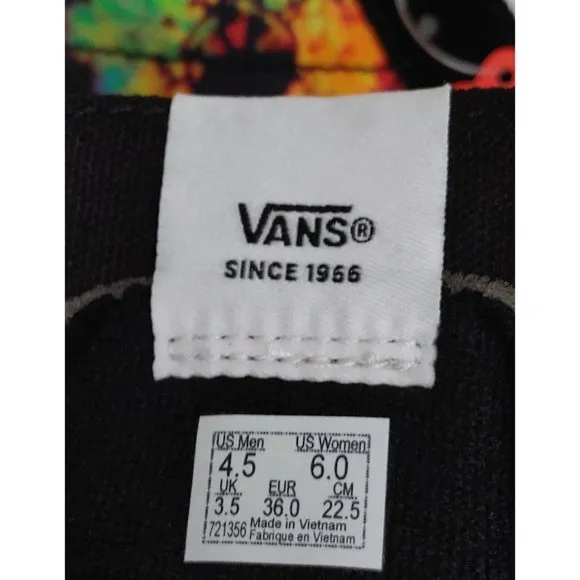 VANS®
SINCE 1966
US Men US Women
4.5 6.0
UK EUR CM
3.5 36.0 22.5
721356 Made in Vietnam
Fabrique en Vietnam